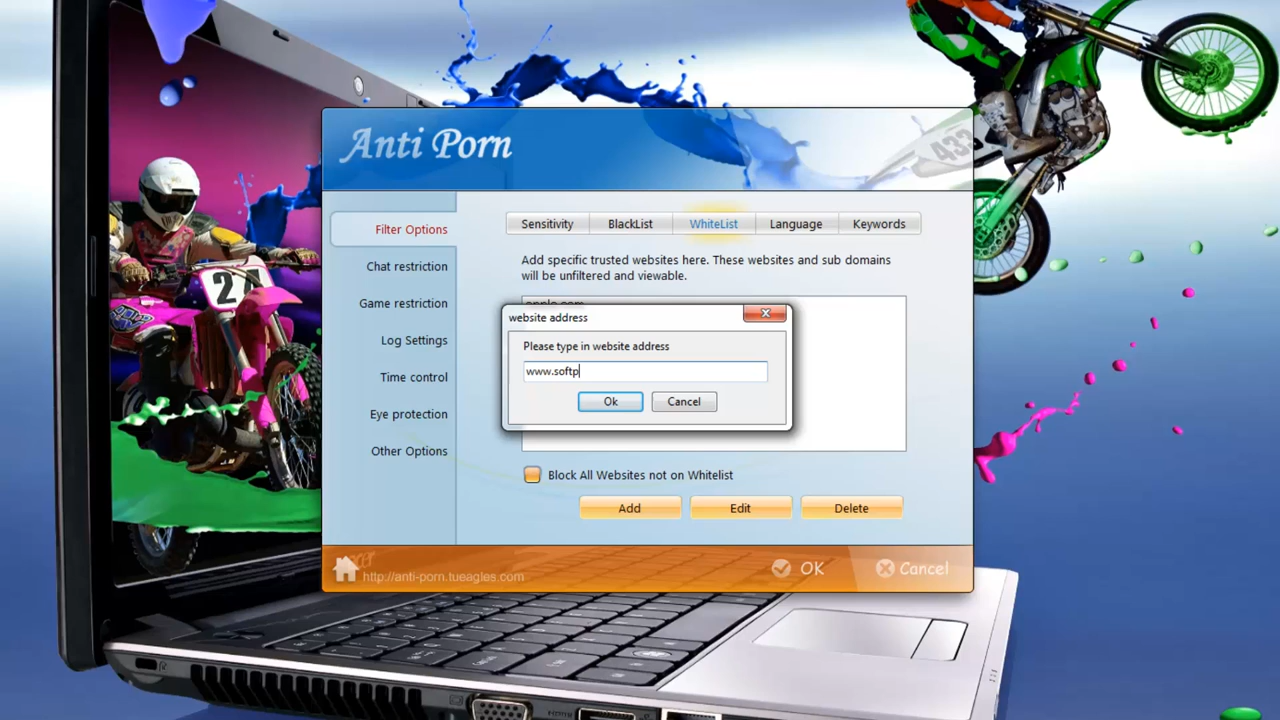 433
Anti Porn
Sensitivity
BlackList
WhiteList
Language
Keywords
Filter Options
Chat restriction
Game restriction
Log Settings
Time control
Eye protection
Other Options
Add specific trusted websites here. These websites and sub domains
will be unfiltered and viewable.
apple.com
website address
Please type in website address
www.softp
Ok
Cancel
Block All Websites not on Whitelist
Add
Edit
Delete
http://anti-porn.tueagles.com
OK
Cancel